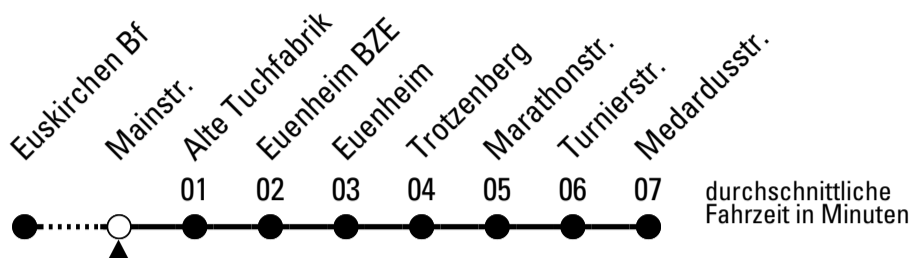 Euskirchen Bf
Mainstr.
Alte Tuchfabrik
Euenheim BZE
Euenheim
Trotzenberg
Marathonstr.
Turnierstr.
Medardusstr.
01 02 03 04 05 06 07
durchschnittliche
Fahrzeit in Minuten